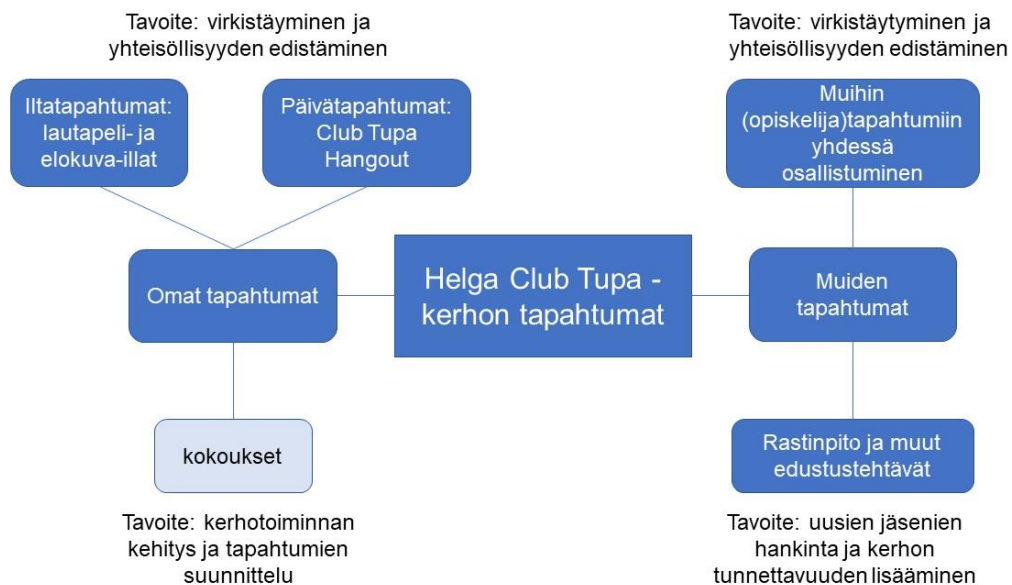 Tavoite: virkistäyminen ja
yhteisöllisyyden edistäminen
Tavoite: virkistäytyminen ja
yhteisöllisyyden edistäminen
Iltatapahtumat:
lautapeli- ja
elokuva-illat
Päivätapahtumat:
Club Tupa
Hangout
Muihin
(opiskelija)tapahtumiin
yhdessä
osallistuminen
Omat tapahtumat
Helga Club Tupa -
kerhon tapahtumat
Muiden
tapahtumat
kokoukset
Rastinpito ja muut
edustustehtävät
Tavoite: kerhotoiminnan
kehitys ja tapahtumien
suunnittelu
Tavoite: uusien jäsenien
hankinta ja kerhon
tunnettavuuden lisääminen